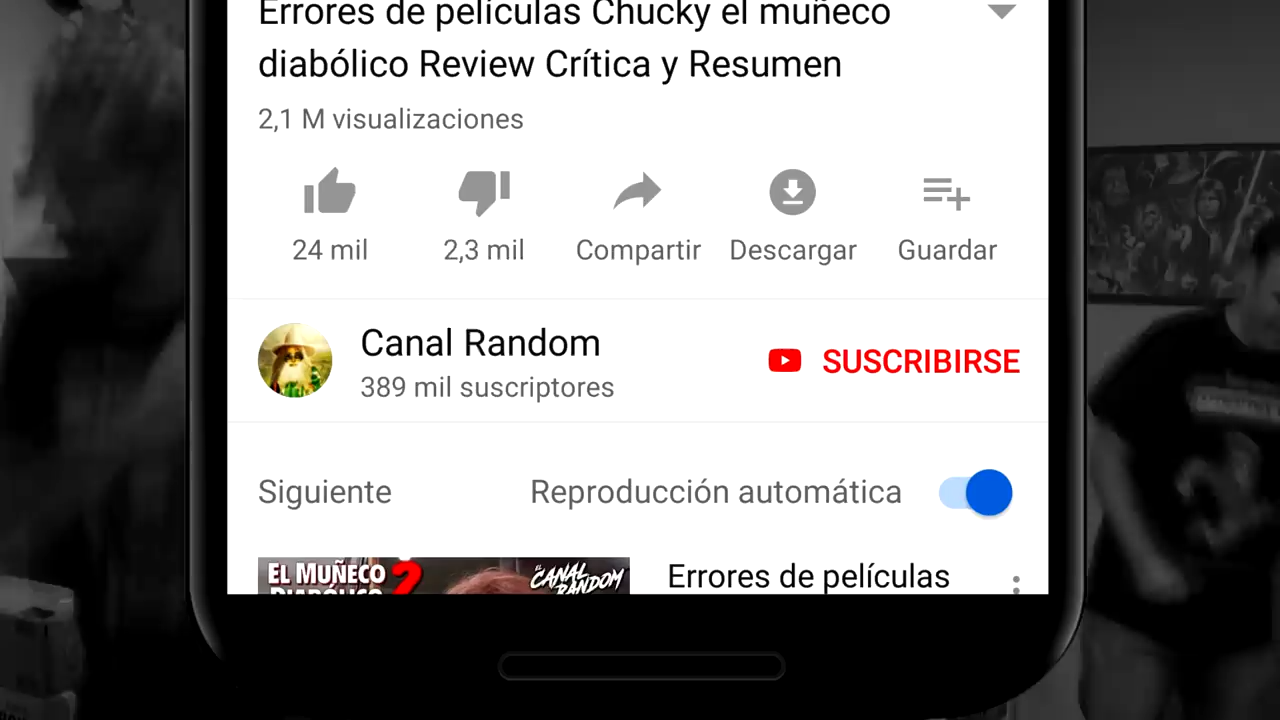 Errores de películas Chucky el muñeco
diabólico Review Crítica y Resumen
2,1 M visualizaciones
24 mil
2,3 mil
Compartir
Descargar
Guardar
Canal Random
389 mil suscriptores
SUSCRIBIRSE
Siguiente
Reproducción automática
EL MUÑECO
DIABÓLICO 2
EL CANAL
RANDOM
Errores de películas